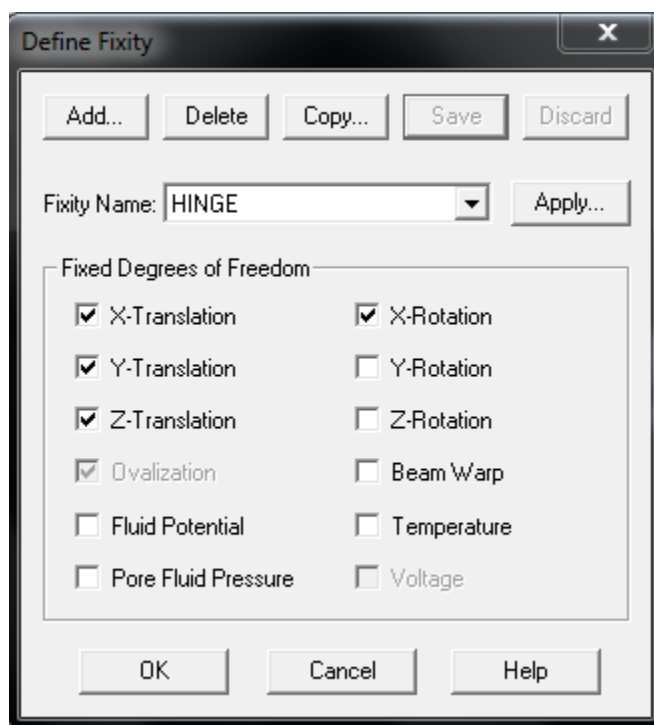 Define Fixity
Add... Delete Copy... Save Discard
Fixity Name: HINGE Apply...
Fixed Degrees of Freedom
X-Translation X-Rotation
Y-Translation Y-Rotation
Z-Translation Z-Rotation
Ovalization Beam Warp
Fluid Potential Temperature
Pore Fluid Pressure Voltage
OK Cancel Help